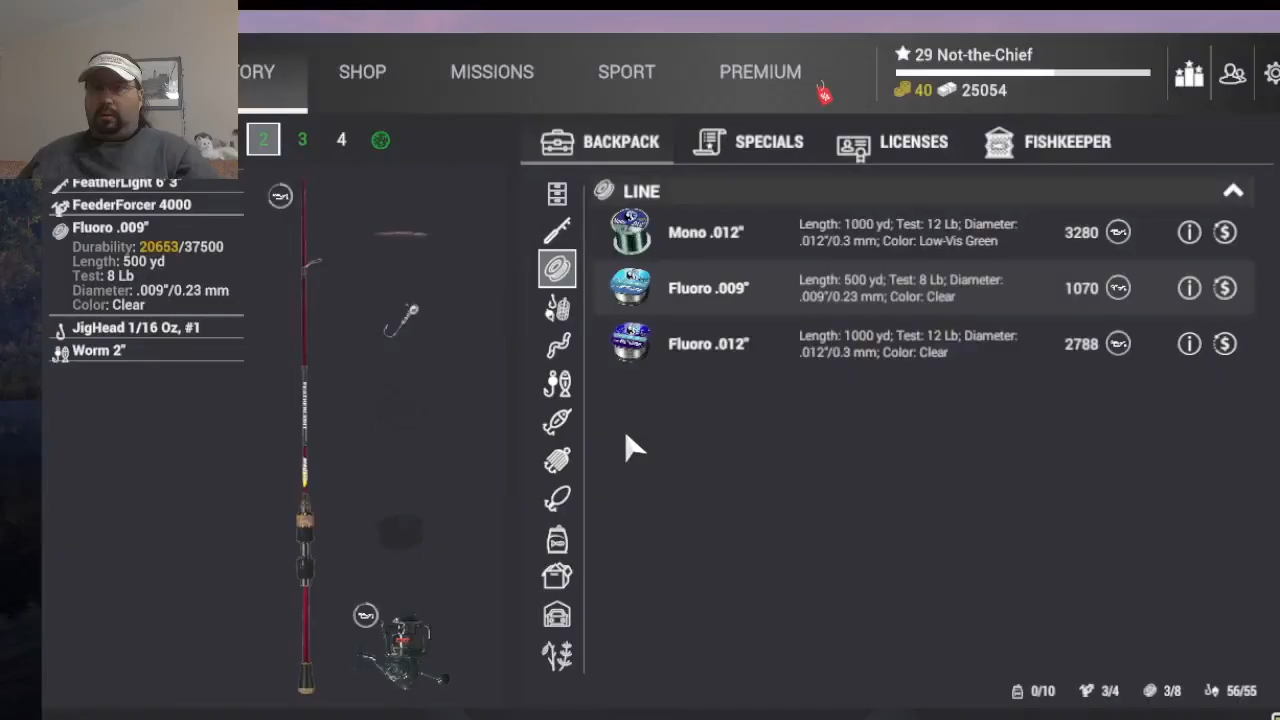 ORY SHOP MISSIONS SPORT PREMIUM
29 Not-the-Chief
40 25054
2 3 4
BACKPACK SPECIALS LICENSES FISHKEEPER
FeatherLight 6'3"
FeederForcer 4000
Fluoro .009"
Durability: 20653/37500
Length: 500 yd
Test: 8 Lb
Diameter: .009"/0.23 mm
Color: Clear
JigHead 1/16 Oz, #1
Worm 2"
LINE
Mono .012"
Length: 1000 yd; Test: 12 Lb; Diameter:
.012"/0.3 mm; Color: Low-Vis Green
3280
Fluoro .009"
Length: 500 yd; Test: 8 Lb; Diameter:
.009"/0.23 mm; Color: Clear
1070
Fluoro .012"
Length: 1000 yd; Test: 12 Lb; Diameter:
.012"/0.3 mm; Color: Clear
2788
0/10 3/4 3/8 56/55